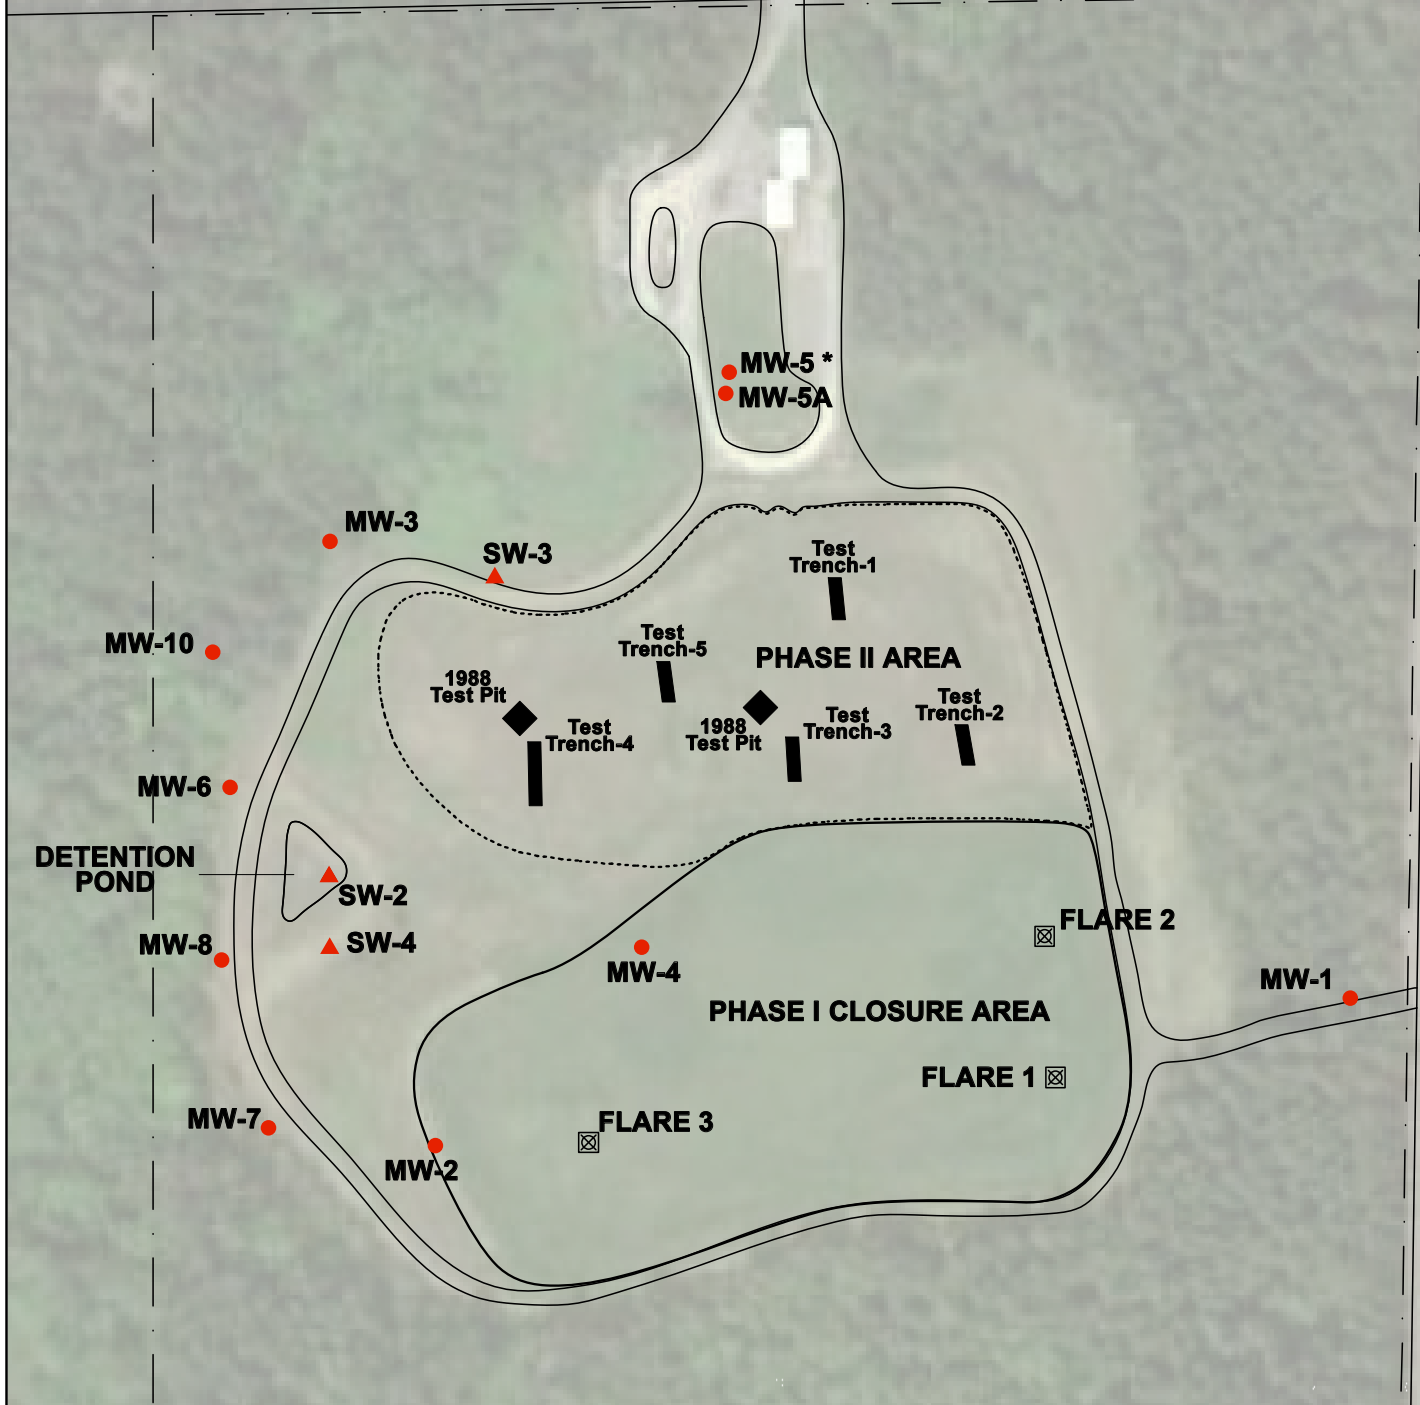 MW-5 *
MW-5A
MW-3
SW-3
Test
Trench-1
MW-10
Test
Trench-5
PHASE II AREA
1988
Test Pit
Test
Trench-2
Test
Trench-4
1988
Test Pit
Test
Trench-3
MW-6
DETENTION
POND
SW-2
FLARE 2
MW-8
SW-4
MW-4
MW-1
PHASE I CLOSURE AREA
FLARE 1
MW-7
FLARE 3
MW-2